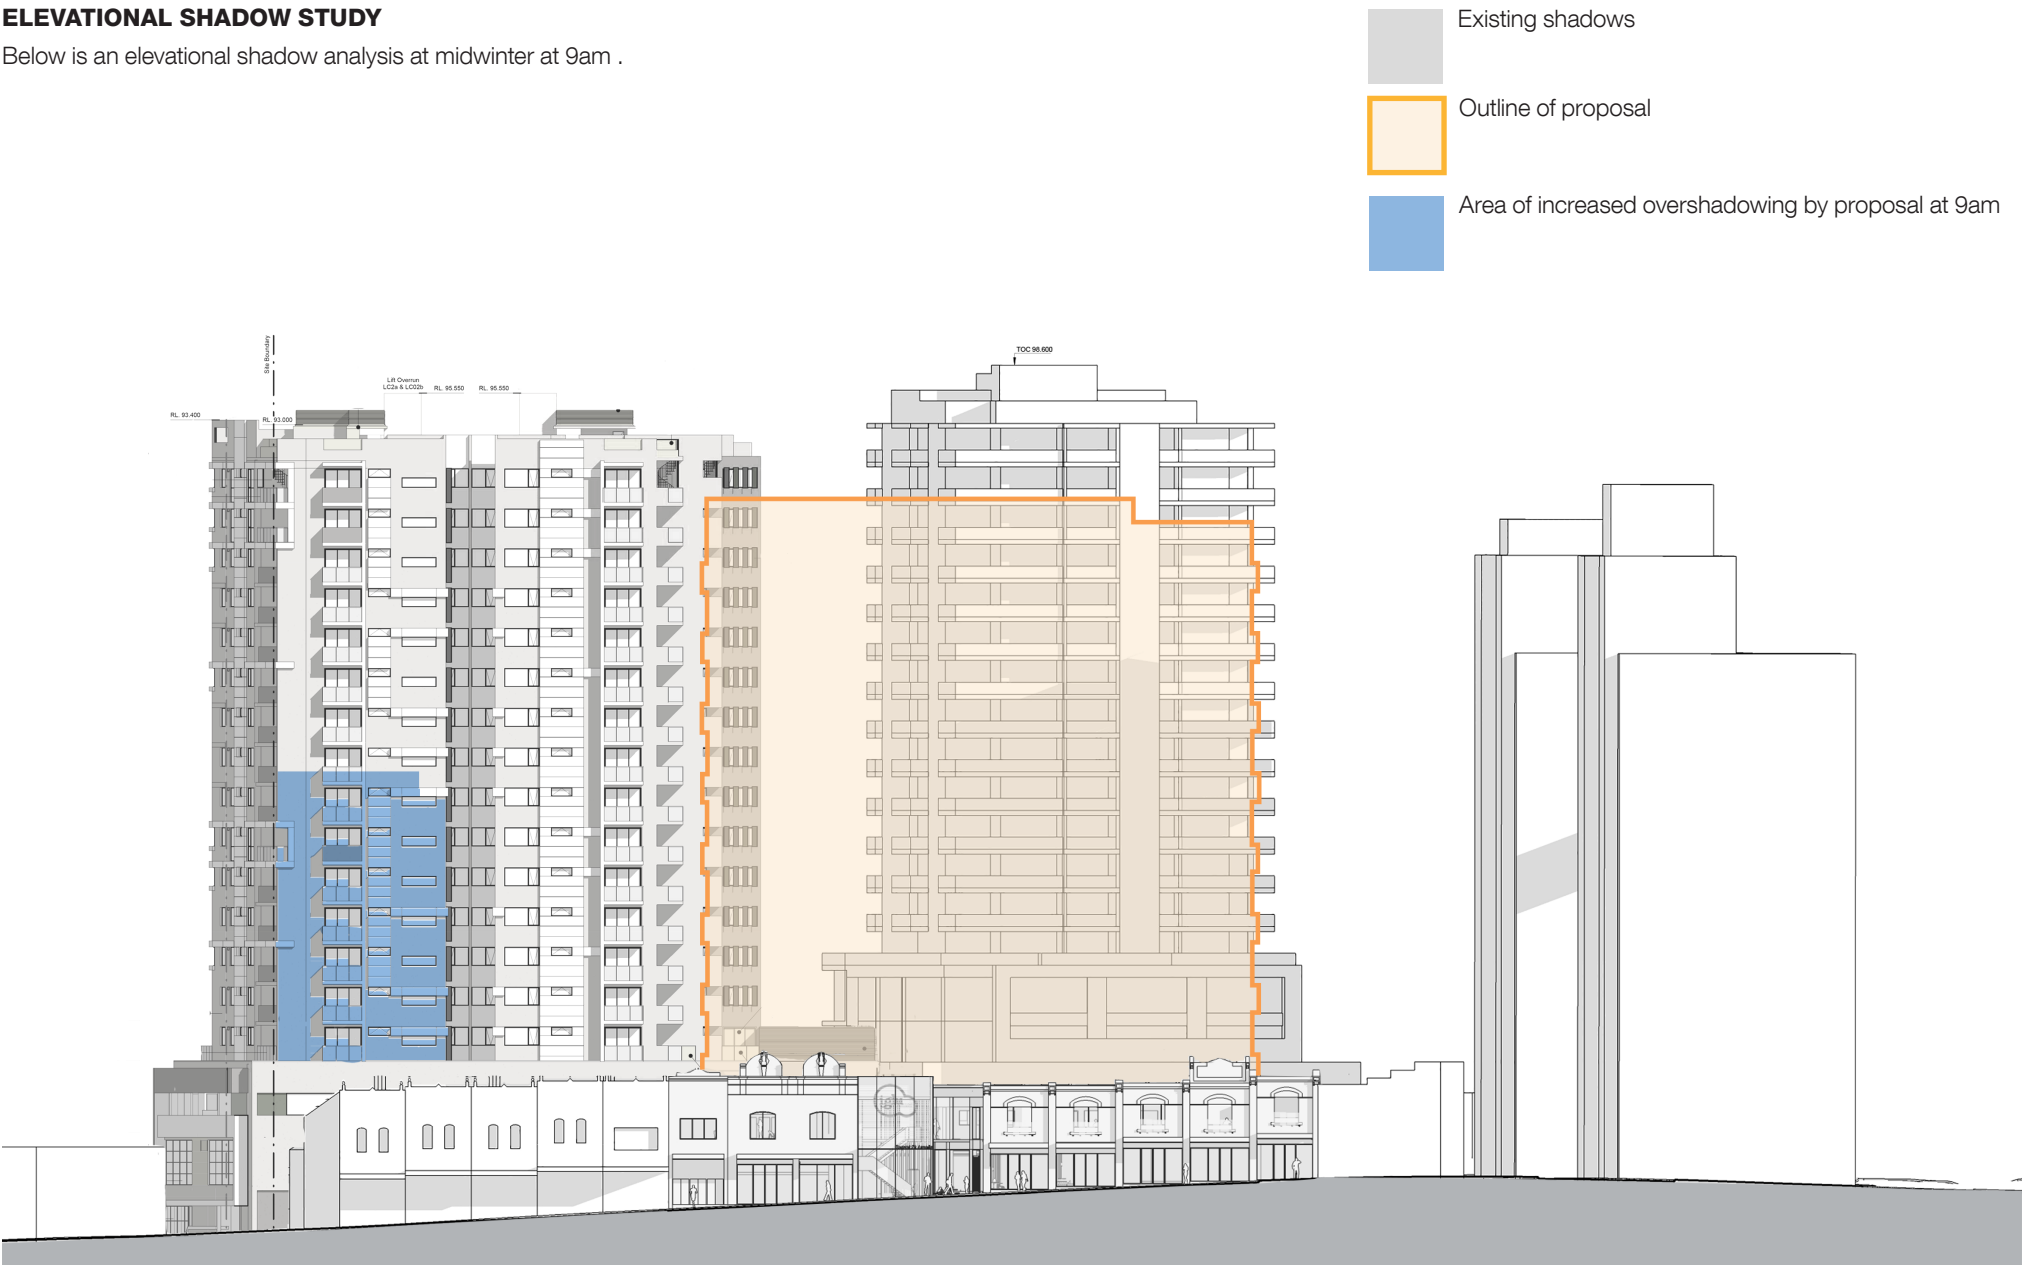 ELEVATIONAL SHADOW STUDY
Below is an elevational shadow analysis at midwinter at 9am .
Existing shadows
Outline of proposal
Area of increased overshadowing by proposal at 9am
Site Boundary
TOC 98.600
Lift Overrun
LC2a & LC02b
RL. 95.550
RL. 95.550
RL. 93.400
RL. 93.000